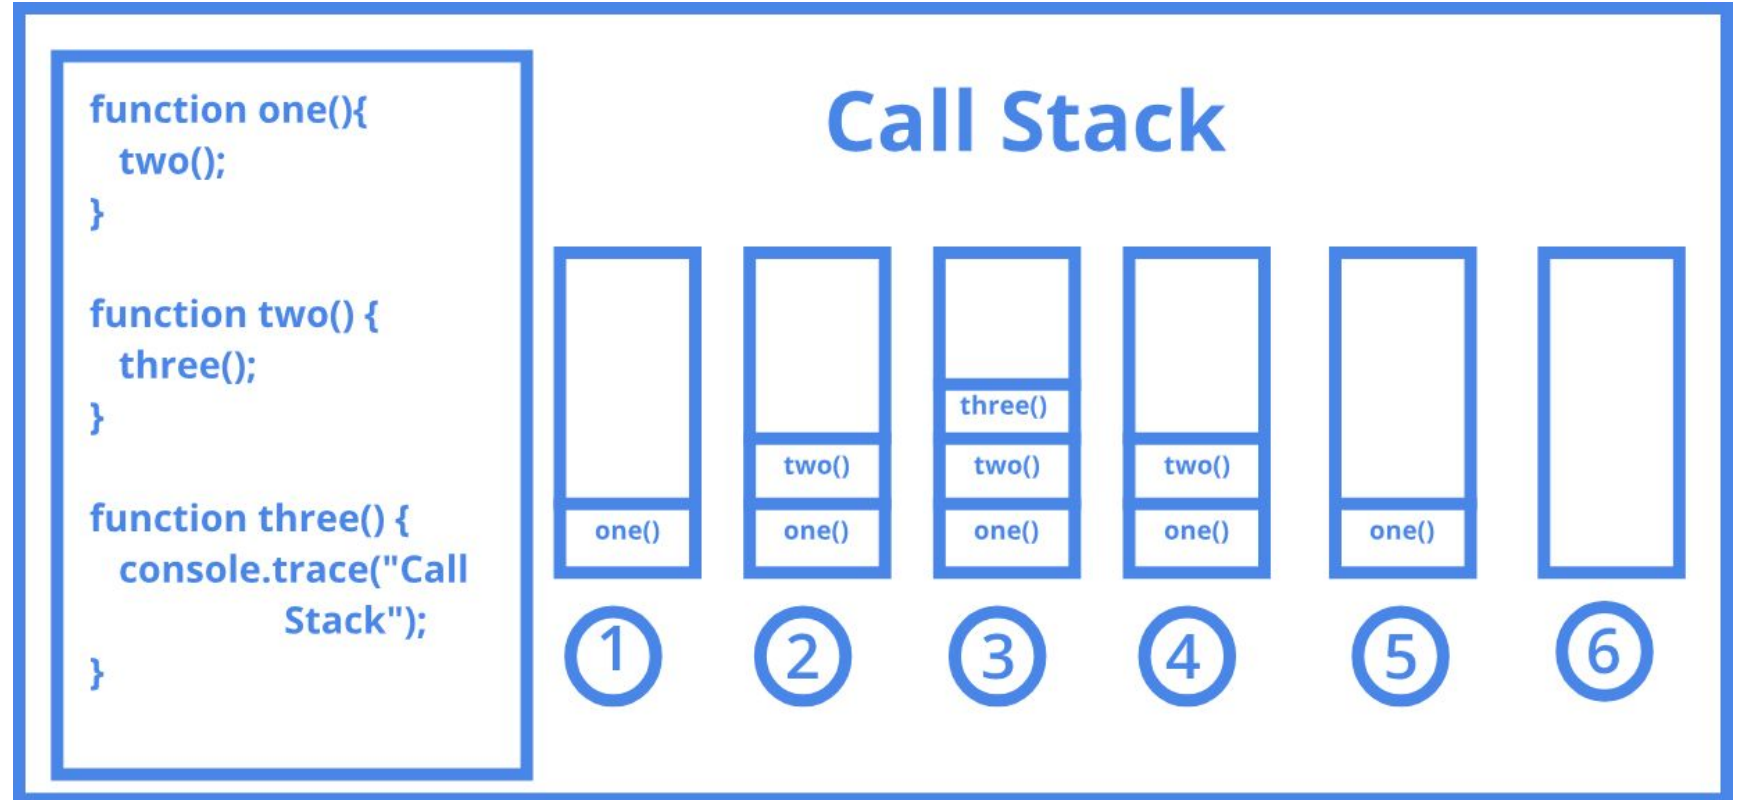 function one(){
two();
}
function two() {
three();
}
function three() {
console.trace("Call
Stack");
}
Call Stack
one()
two()
one()
three()
two()
one()
two()
one()
one()
1
2
3
4
5
6